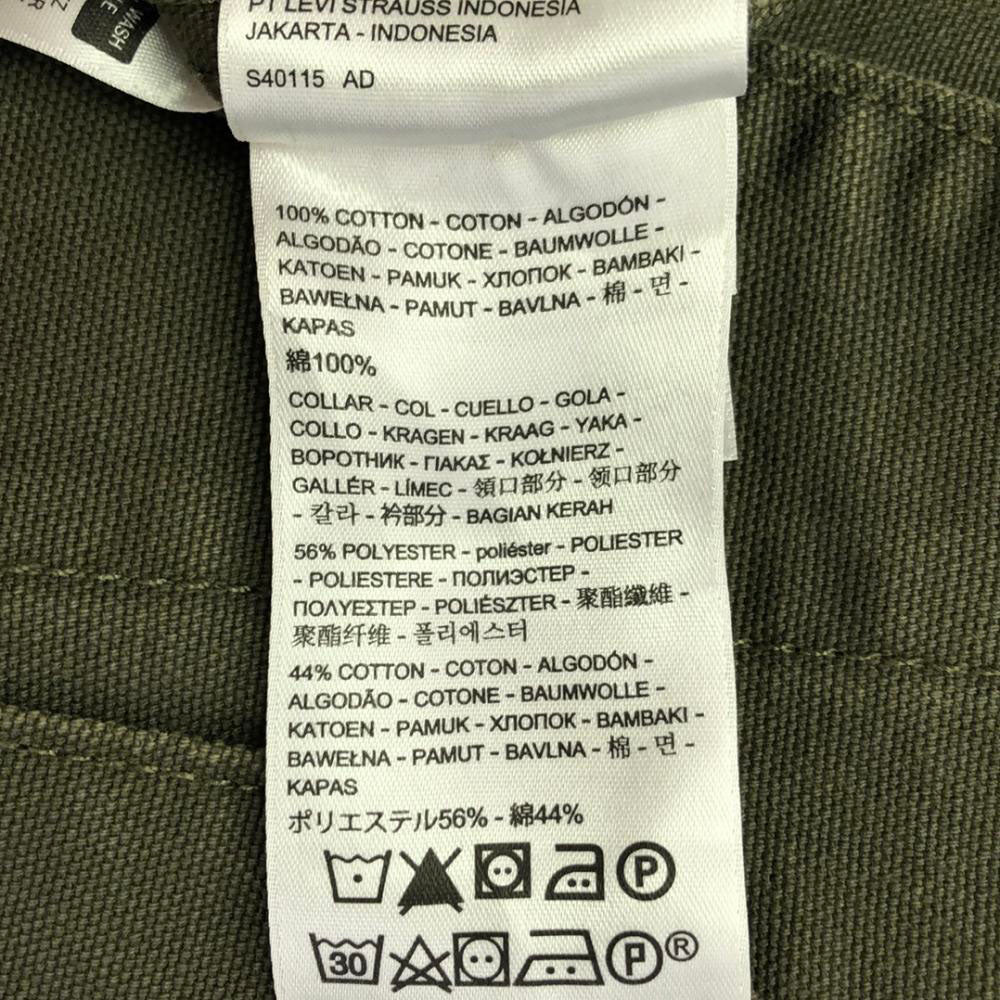 WASH
PT LEVI STRAUSS INDONESIA
JAKARTA - INDONESIA
S40115 AD
100% COTTON - COTON - ALGODÓN -
ALGODÃO - COTONE - BAUMWOLLE -
KATOEN - PAMUK - ХЛОПОК - BAMBAKI -
BAWEŁNA - PAMUT - BAVLNA - 棉 - 면 -
KAPAS
綿100%
COLLAR - COL - CUELLO - GOLA -
COLLO - KRAGEN - KRAAG - YAKA -
ВОРОТНИК - ГІАКАΣ - KOŁNIERZ -
GALLÉR - LÍMEC - 領口部分 - 领口部分
- 칼라 - 衿部分 - BAGIAN KERAH
56% POLYESTER - poliéster - POLIESTER
- POLIESTERE - ПОЛИЭСТЕР -
ΠΟΛΥΕΣΤΕΡ - POLIÉSZTER - 聚酯纖維 -
聚酯纤维 - 폴리에스터
44% COTTON - COTON - ALGODÓN -
ALGODÃO - COTONE - BAUMWOLLE -
KATOEN - PAMUK - ХЛОПОК - BAMBAKI -
BAWEŁNA - PAMUT - BAVLNA - 棉 - 면 -
KAPAS
ポリエステル56% - 綿44%
P
30 P ®